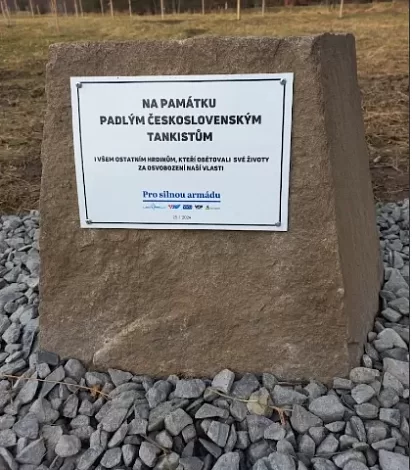 NA PAMÁTKU
PADLÝM ČESKOSLOVENSKÝM
TANKISTŮM
I VŠEM OSTATNÍM HRDINŮM, KTEŘÍ OBĚTOVALI SVÉ ŽIVOTY
ZA OSVOBOZENÍ NAŠÍ VLASTI
Pro silnou armádu